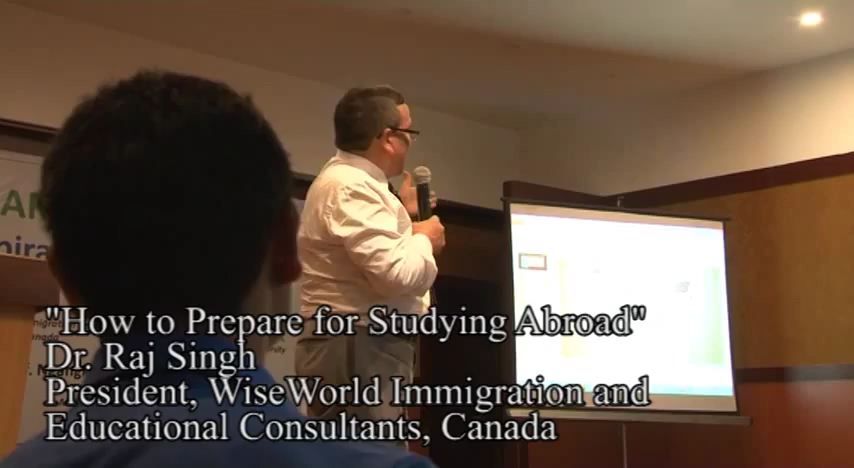 "How to Prepare for Studying Abroad"
Dr. Raj Singh
President, WiseWorld Immigration and
Educational Consultants, Canada